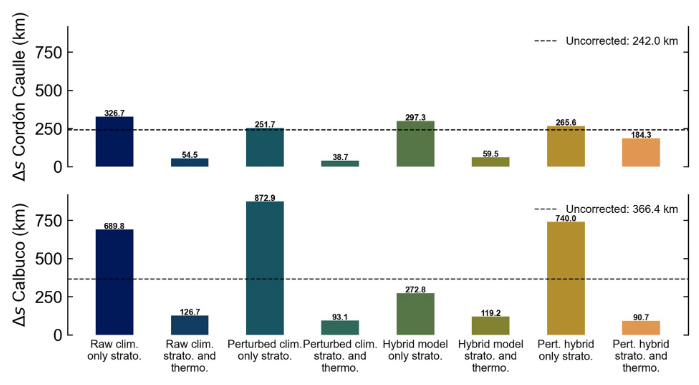 Δs Cordón Caulle (km)
750
500
250
0
Uncorrected: 242.0 km
326.7
54.5
251.7
38.7
297.3
59.5
265.6
184.3
Δs Calbuco (km)
750
500
250
0
Uncorrected: 366.4 km
689.8
126.7
872.9
93.1
272.8
119.2
740.0
90.7
Raw clim.
only strato.
Raw clim.
strato. and
thermo.
Perturbed clim.
only strato.
Perturbed clim.
strato. and
thermo.
Hybrid model
only strato.
Hybrid model
strato. and
thermo.
Pert. hybrid
only strato.
Pert. hybrid
strato. and
thermo.